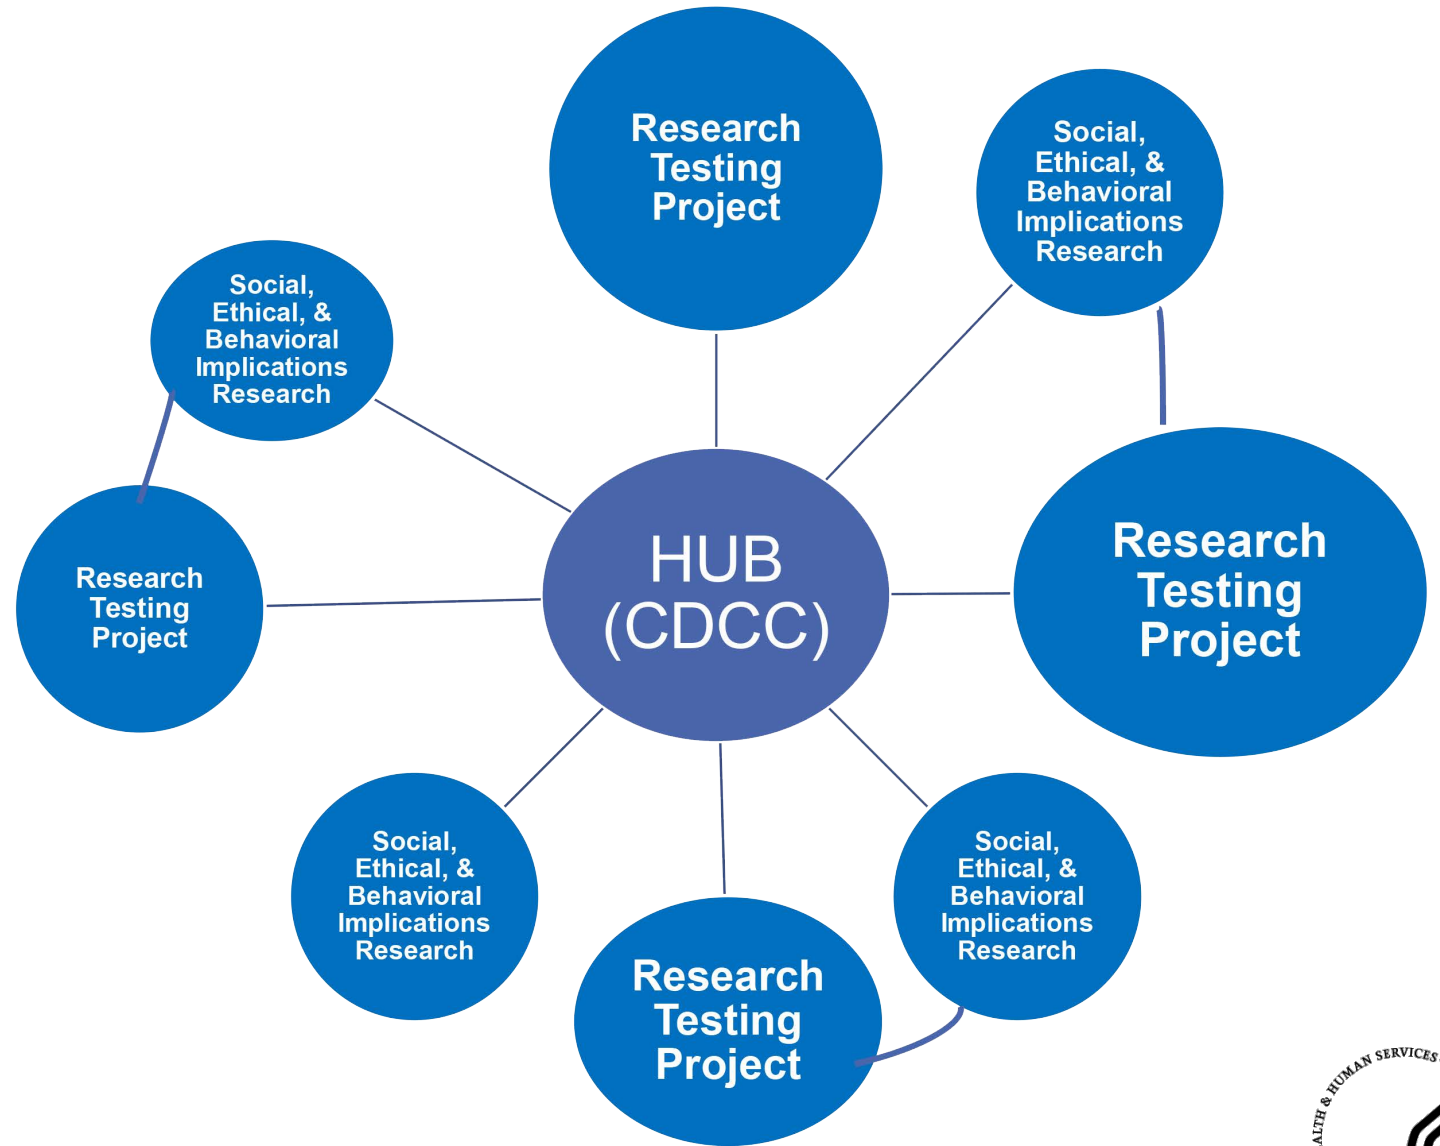 Research
Testing
Project
Social,
Ethical, &
Behavioral
Implications
Research
Social,
Ethical, &
Behavioral
Implications
Research
HUB
(CDCC)
Research
Testing
Project
Research
Testing
Project
Social,
Ethical, &
Behavioral
Implications
Research
Social,
Ethical, &
Behavioral
Implications
Research
Research
Testing
Project
ALTH & HUMAN SERVICES